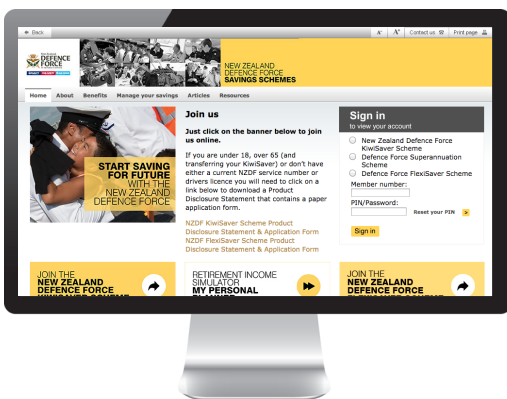 Back
A-
A+
Contact us
Print page
NEW ZEALAND
DEFENCE
FORCE
NEW ZEALAND
DEFENCE FORCE
SAVINGS SCHEMES
Home
About
Benefits
Manage your savings
Articles
Resources
START SAVING
FOR FUTURE
WITH THE
NEW ZEALAND
DEFENCE FORCE
Join us
Just click on the banner below to join
us online.
If you are under 18, over 65 (and
transferring your KiwiSaver) or don't have
either a current NZDF service number or
drivers licence you will need to click on a
link below to download a Product
Disclosure Statement that contains a paper
application form.
NZDF KiwiSaver Scheme Product
Disclosure Statement & Application Form
NZDF FlexiSaver Scheme Product
Disclosure Statement & Application Form
Sign in
to view your account
New Zealand Defence Force
KiwiSaver Scheme
Defence Force Superannuation
Scheme
Defence Force FlexiSaver Scheme
Member number:
PIN/Password:
Reset your PIN
Sign in
JOIN THE
NEW ZEALAND
DEFENCE FORCE
KIWISAVER SCHEME
RETIREMENT INCOME
SIMULATOR
MY PERSONAL
PLANNER
JOIN THE
NEW ZEALAND
DEFENCE FORCE
FLEXISAVER SCHEME